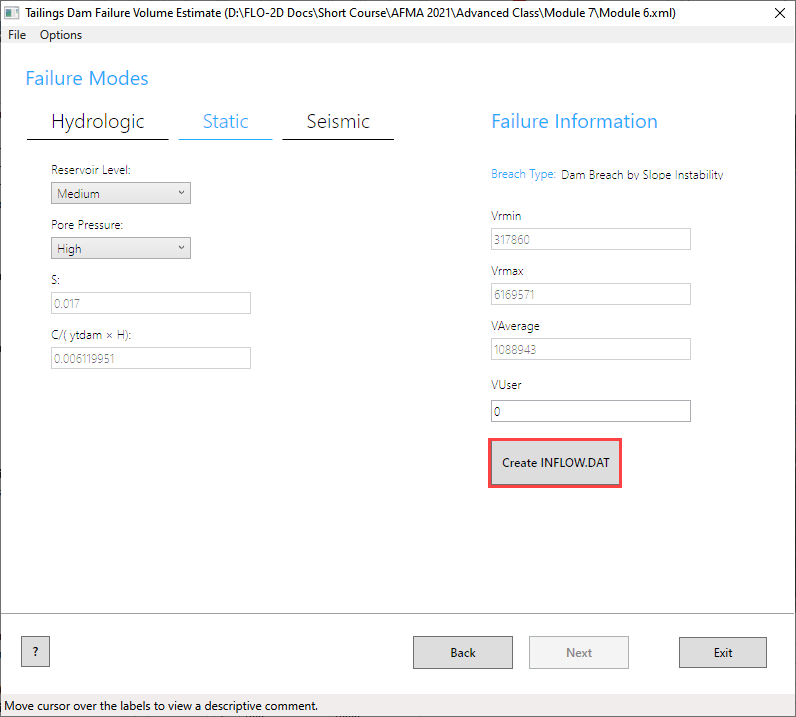 Tailings Dam Failure Volume Estimate (D:\FLO-2D Docs\Short Course\AFMA 2021\Advanced Class\Module 7\Module 6.xml)
File Options
Failure Modes
Hydrologic Static Seismic
Reservoir Level:
Medium
Pore Pressure:
High
S:
0.017
C/( ytdam × H):
0.006119951
Failure Information
Breach Type: Dam Breach by Slope Instability
Vrmin
317860
Vrmax
6169571
VAverage
1088943
VUser
0
Create INFLOW.DAT
? Back Next Exit
Move cursor over the labels to view a descriptive comment.